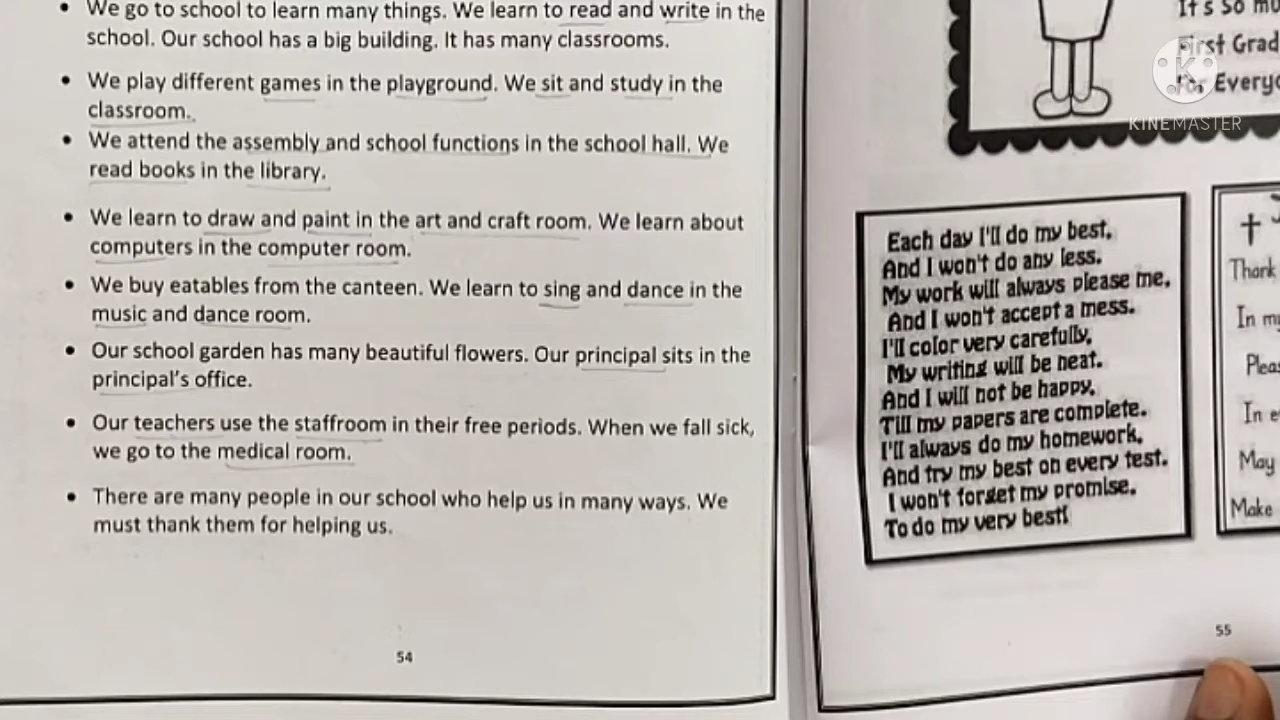 • We go to school to learn many things. We learn to read and write in the
school. Our school has a big building. It has many classrooms.
• We play different games in the playground. We sit and study in the
classroom.
• We attend the assembly and school functions in the school hall. We
read books in the library.
• We learn to draw and paint in the art and craft room. We learn about
computers in the computer room.
• We buy eatables from the canteen. We learn to sing and dance in the
music and dance room.
• Our school garden has many beautiful flowers. Our principal sits in the
principal's office.
• Our teachers use the staffroom in their free periods. When we fall sick,
we go to the medical room.
• There are many people in our school who help us in many ways. We
must thank them for helping us.
54
It's so
First Grad
For Everyo
KINEMASTER
Each day I'll do my best,
And I won't do any less.
My work will always please me,
And I won't accept a mess.
I'll color very carefully,
My writing will be neat.
And I will not be happy,
Till my papers are complete.
I'll always do my homework,
And try my best on every test.
I won't forget my promise,
To do my very best!
Thank
In m
Pleas
In e
May
Make
55